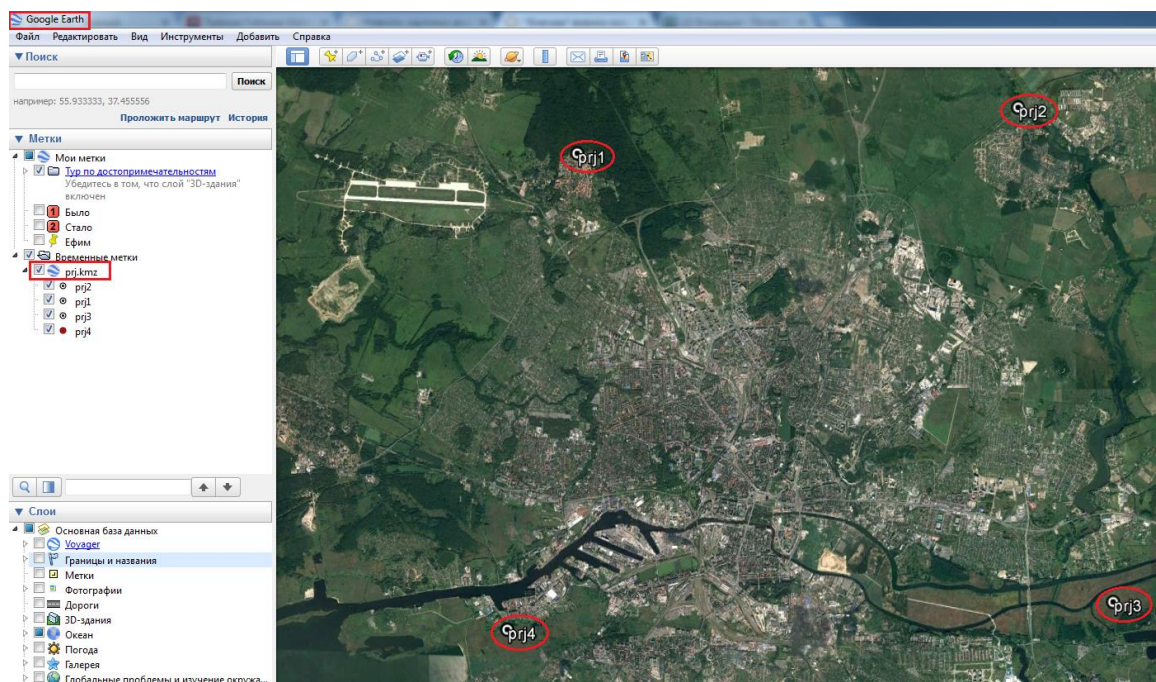 Google Earth
Файл Редактировать Вид Инструменты Добавить Справка
▼ Поиск
Поиск
например: 55.933333, 37.455556
Проложить маршрут История
▼ Метки
Мои метки
Тур по достопримечательностям
Убедитесь в том, что слой "3D-здания"
включен
1 Было
2 Стало
Ефим
Временные метки
prj.kmz
prj2
prj1
prj3
prj4
▼ Слои
Основная база данных
Voyager
Границы и названия
Метки
Фотографии
Дороги
3D-здания
Океан
Погода
Галерея
Глобальные проблемы и изучение окружа...
prj2
prj1
prj3
prj4